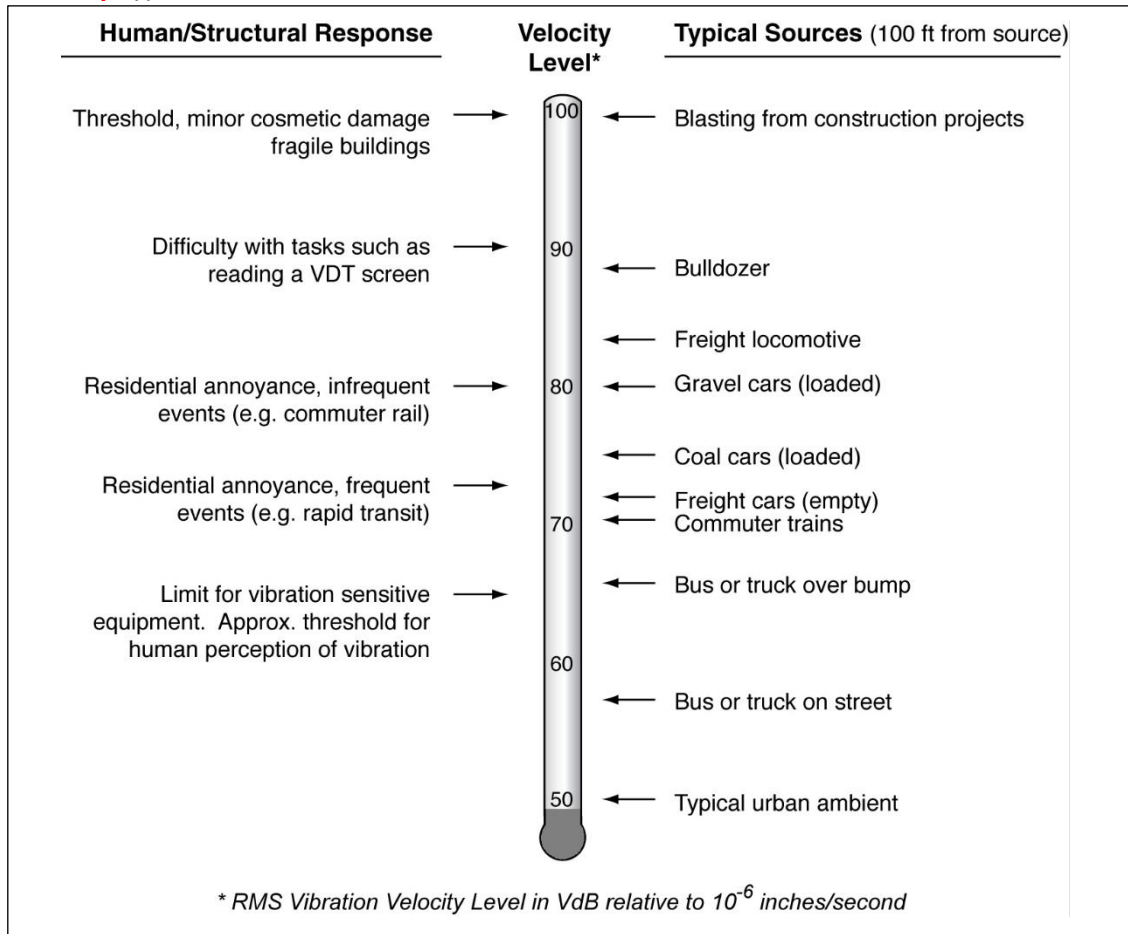 Human/Structural Response
Velocity
Level*
Typical Sources (100 ft from source)
Threshold, minor cosmetic damage
fragile buildings
100
Blasting from construction projects
Difficulty with tasks such as
reading a VDT screen
90
Bulldozer
Freight locomotive
Residential annoyance, infrequent
events (e.g. commuter rail)
80
Gravel cars (loaded)
Coal cars (loaded)
Residential annoyance, frequent
events (e.g. rapid transit)
Freight cars (empty)
70
Commuter trains
Limit for vibration sensitive
equipment. Approx. threshold for
human perception of vibration
Bus or truck over bump
60
Bus or truck on street
50
Typical urban ambient
* RMS Vibration Velocity Level in VdB relative to 10⁻⁶ inches/second